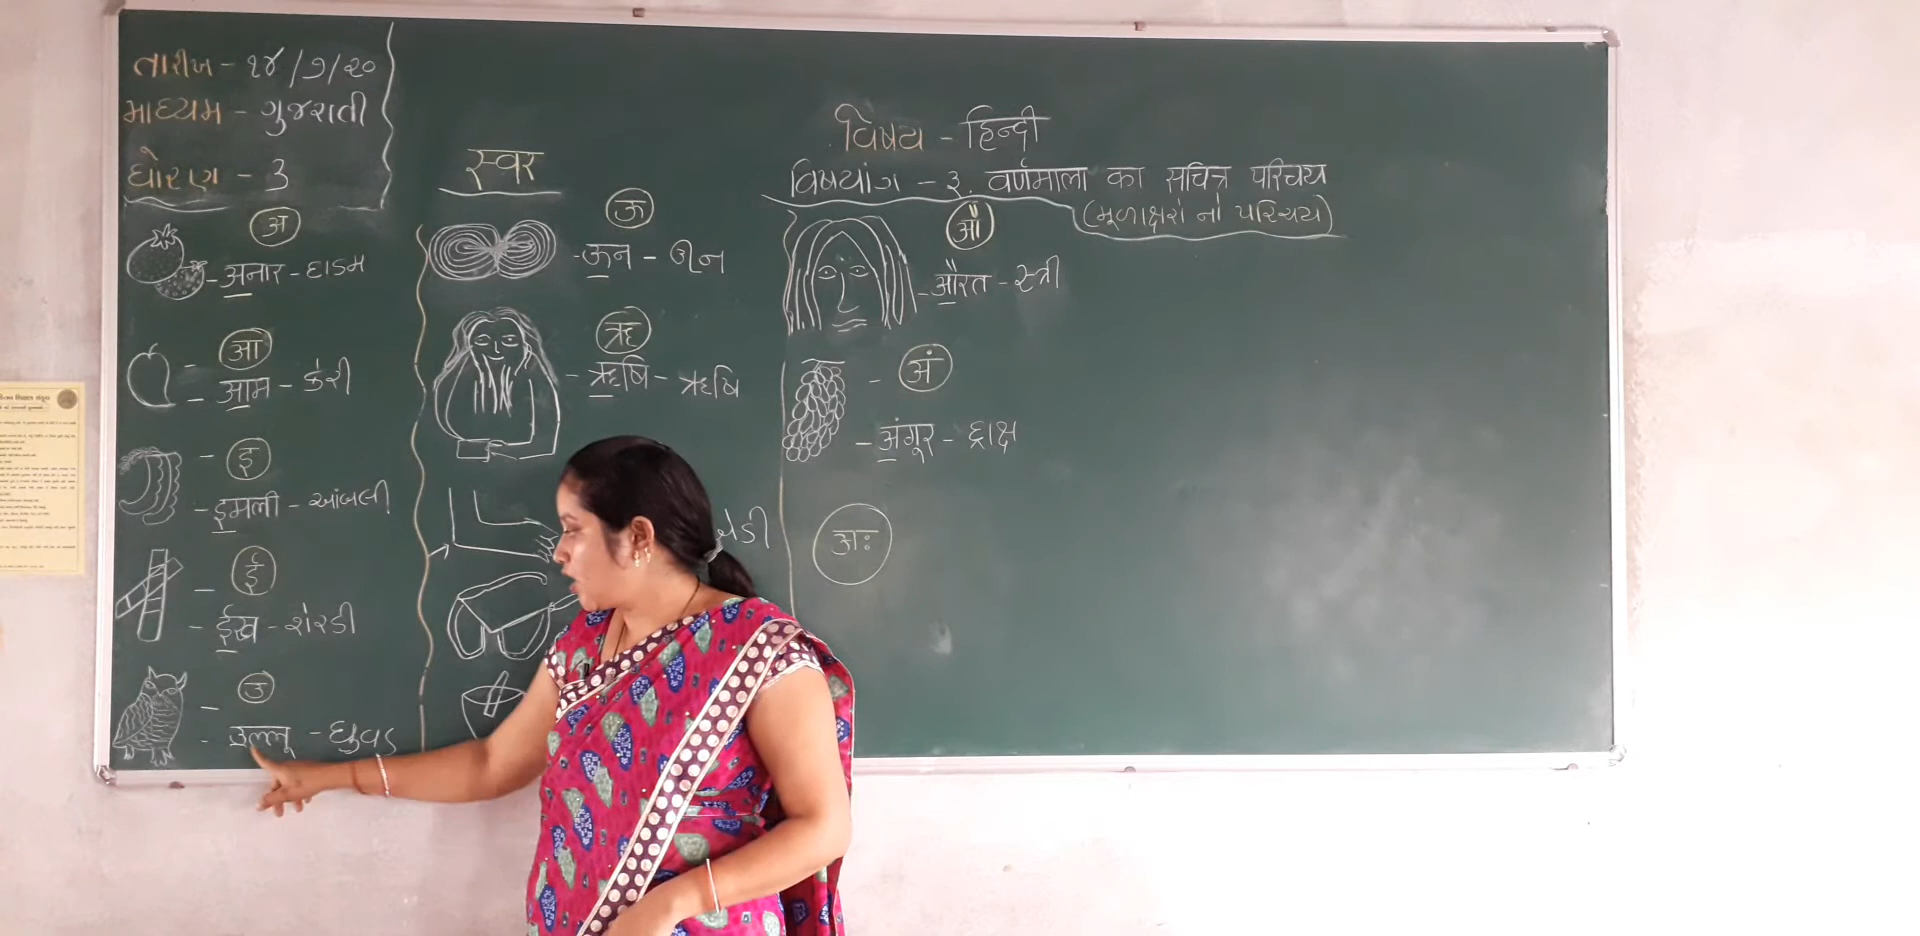 તારીખ - ૧૪/૭/૨૦
માધ્યમ - ગુજરાતી
ધોરણ - 3
विषय - हिन्दी
विषयांग - ३. वर्णमाला का सचित्र परिचय
(મૂળાક્ષરો નો પરિચય)
स्वर
अ
- अनार - દાડમ
- आ
- आम - કેરી
- इ
- इमली - આંબલી
- ई
- ईख - શેરડી
- उ
- उल्लू - ઘુવડ
ऊ
- ऊन - ઊન
ऋ
- ऋषि - ઋષિ
औ
- औरत - સ્ત્રી
- अं
- अंगूर - દ્રાક્ષ
अः